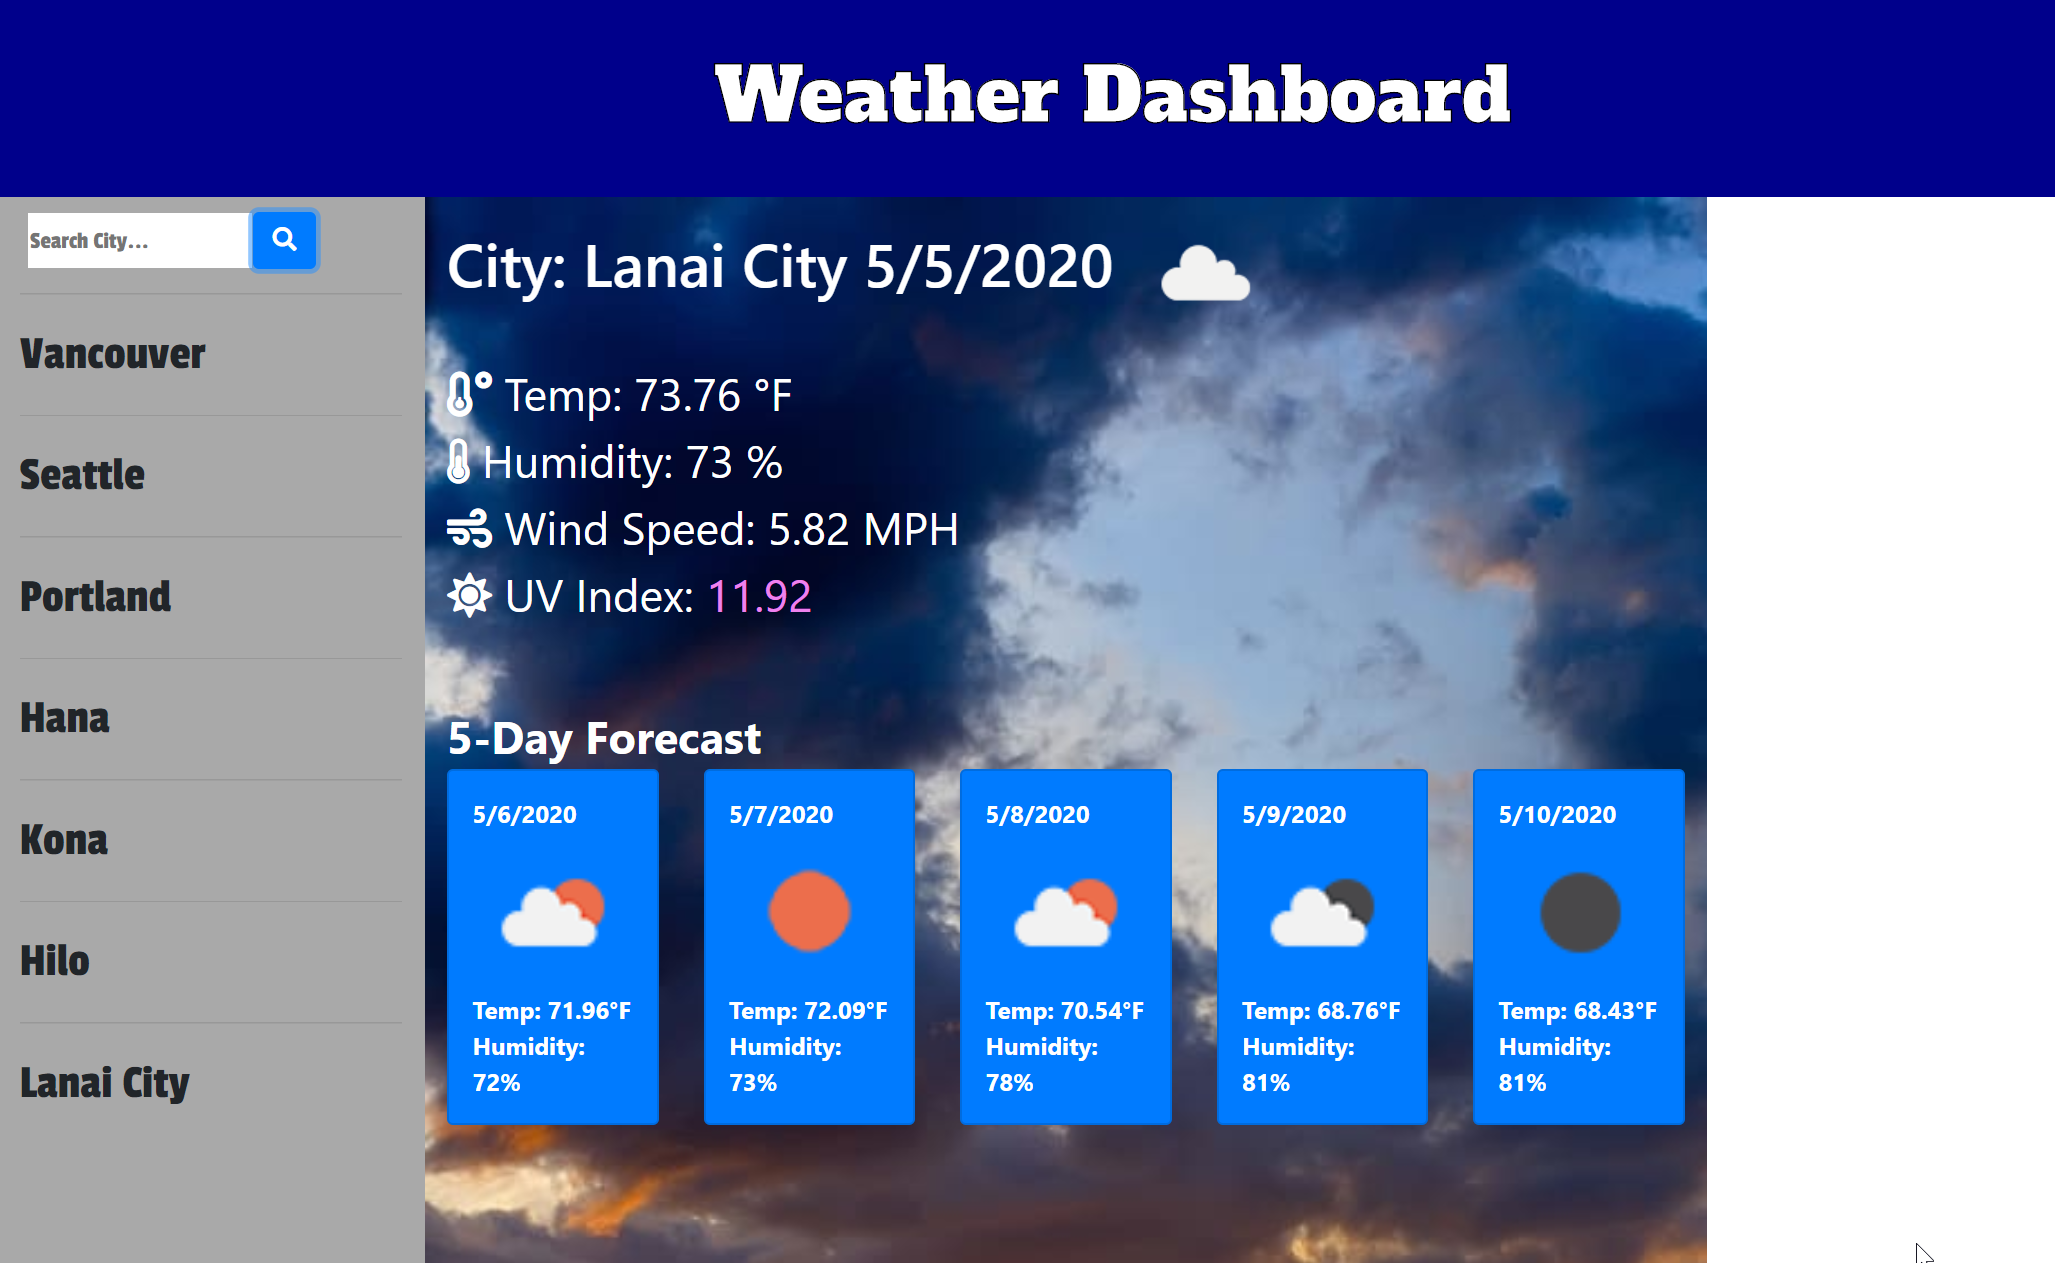 Weather Dashboard
Search City...
Vancouver
Seattle
Portland
Hana
Kona
Hilo
Lanai City
City: Lanai City 5/5/2020
Temp: 73.76 °F
Humidity: 73 %
Wind Speed: 5.82 MPH
UV Index: 11.92
5-Day Forecast
5/6/2020
Temp: 71.96°F
Humidity:
72%
5/7/2020
Temp: 72.09°F
Humidity:
73%
5/8/2020
Temp: 70.54°F
Humidity:
78%
5/9/2020
Temp: 68.76°F
Humidity:
81%
5/10/2020
Temp: 68.43°F
Humidity:
81%